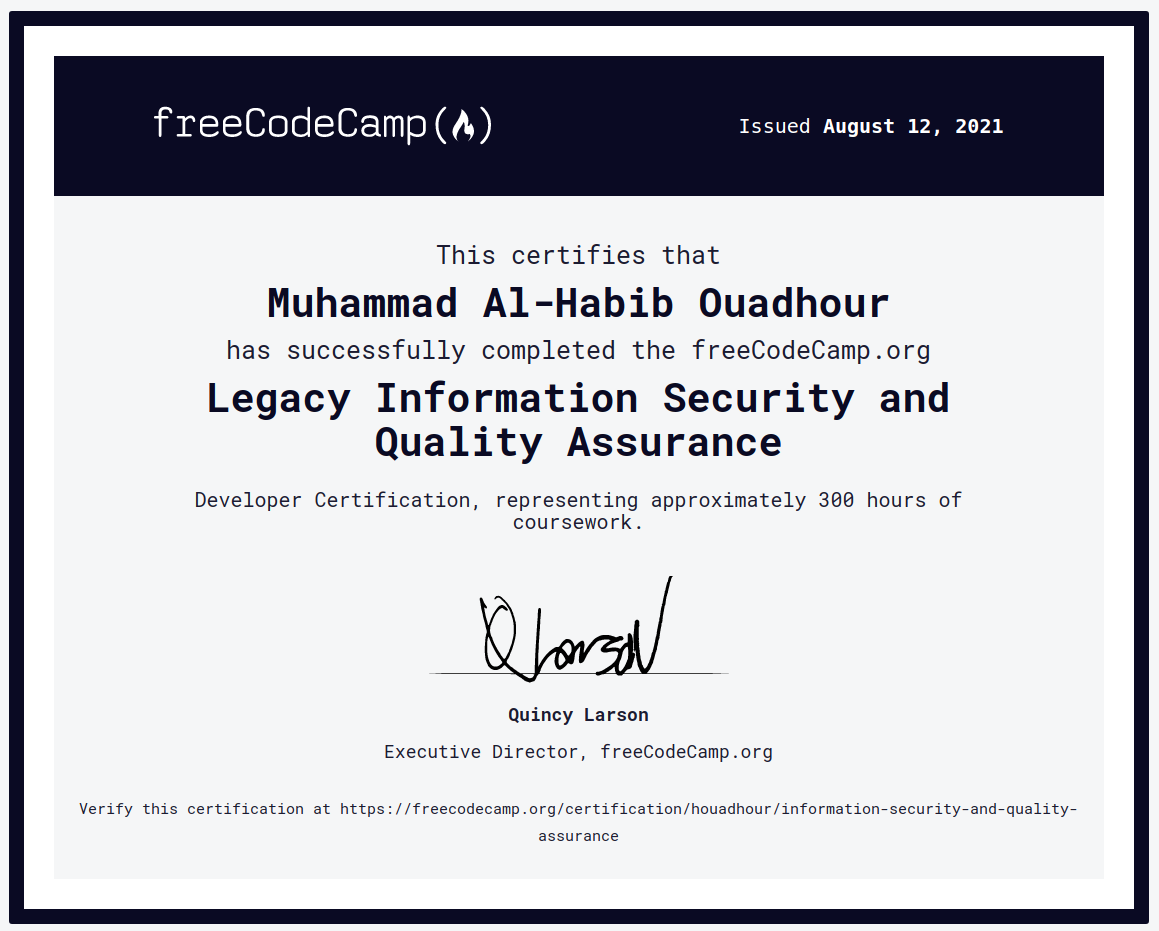 freeCodeCamp(🔥)
Issued August 12, 2021
This certifies that
Muhammad Al-Habib Ouadhour
has successfully completed the freeCodeCamp.org
Legacy Information Security and
Quality Assurance
Developer Certification, representing approximately 300 hours of
coursework.
Q Larson
Quincy Larson
Executive Director, freeCodeCamp.org
Verify this certification at https://freecodecamp.org/certification/houadhour/information-security-and-quality-
assurance